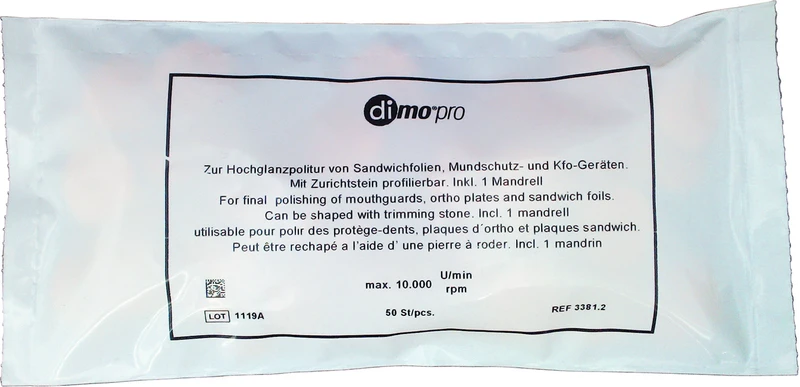 dimo®pro
Zur Hochglanzpolitur von Sandwichfolien, Mundschutz- und Kfo-Geräten.
Mit Zurichtstein profilierbar. Inkl. 1 Mandrell
For final polishing of mouthguards, ortho plates and sandwich foils.
Can be shaped with trimming stone. Incl. 1 mandrell
utilisable pour polir des protège-dents, plaques d´ortho et plaques sandwich.
Peut être rechapé a l'aide d' une pierre à roder. Incl. 1 mandrin
max. 10.000 U/min
rpm
LOT 1119A
50 St/pcs.
REF 3381.2